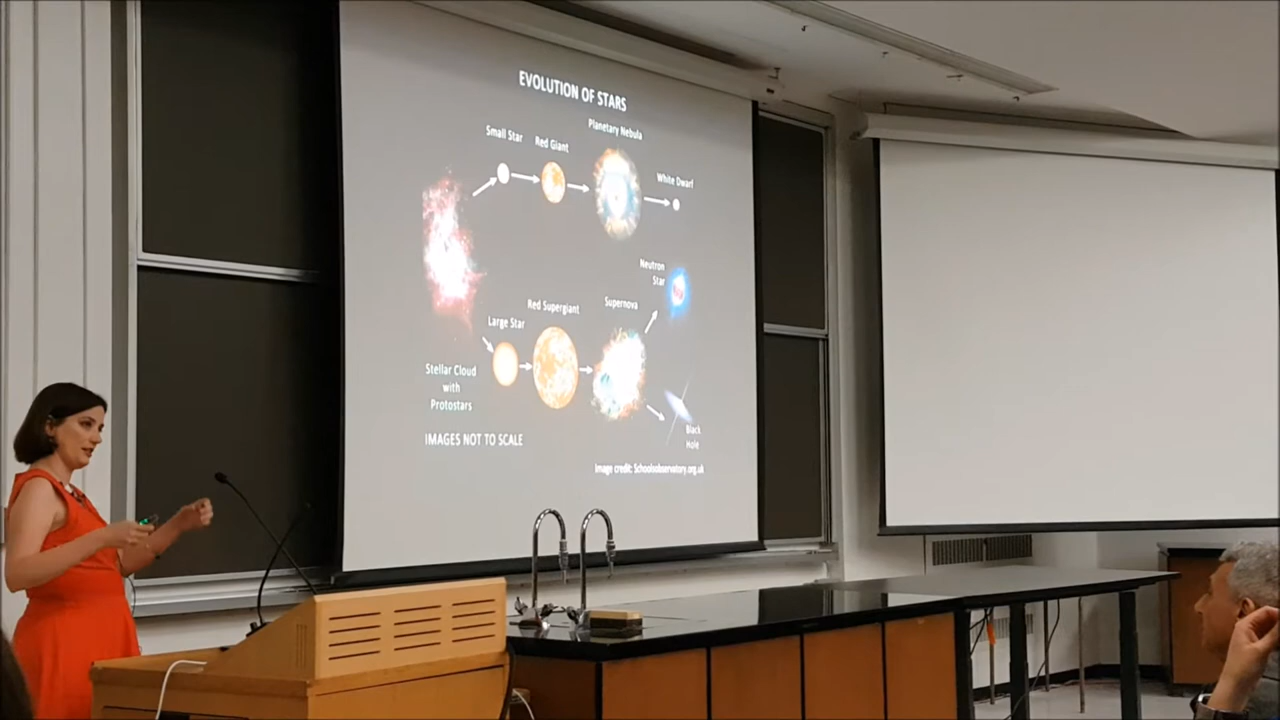 EVOLUTION OF STARS
Small Star
Red Giant
Planetary Nebula
White Dwarf
Neutron
Star
Red Supergiant
Supernova
Large Star
Stellar Cloud
with
Protostars
Black
Hole
IMAGES NOT TO SCALE
Image credit: Schoolsobservatory.org.uk